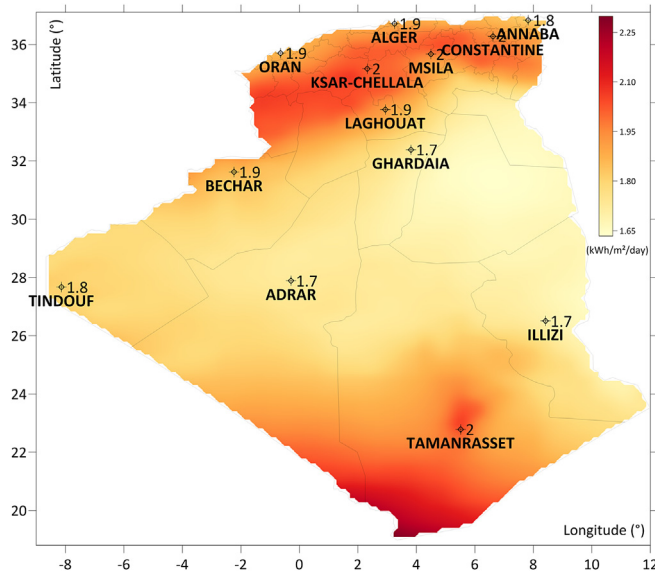 36
34
32
30
28
26
24
22
20
Latitude (°)
-8
-6
-4
-2
0
2
4
6
8
10
12
Longitude (°)
1.9
ALGER
1.8
ANNABA
2
CONSTANTINE
1.9
ORAN
2
MSILA
2
KSAR-CHELLALA
1.9
LAGHOUAT
1.7
GHARDAIA
1.9
BECHAR
1.8
TINDOUF
1.7
ADRAR
1.7
ILLIZI
2
TAMANRASSET
2.25
2.10
1.95
1.80
1.65
(kWh/m²/day)